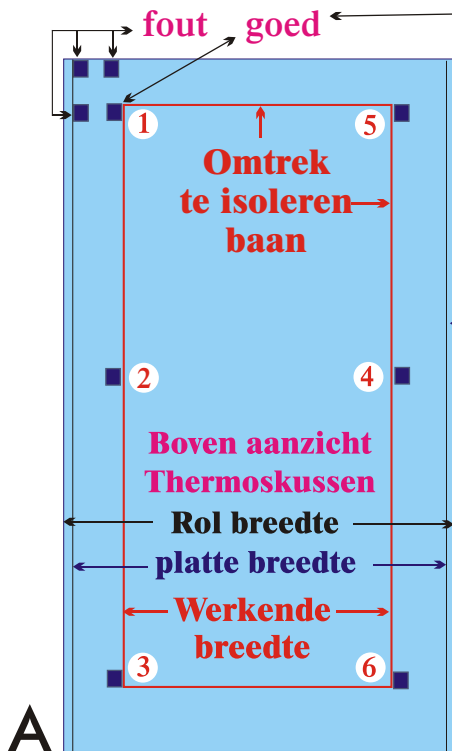 fout goed
1 5
Omtrek
te isoleren
baan
2 4
Boven aanzicht
Thermoskussen
Rol breedte
platte breedte
Werkende
breedte
3 6
A